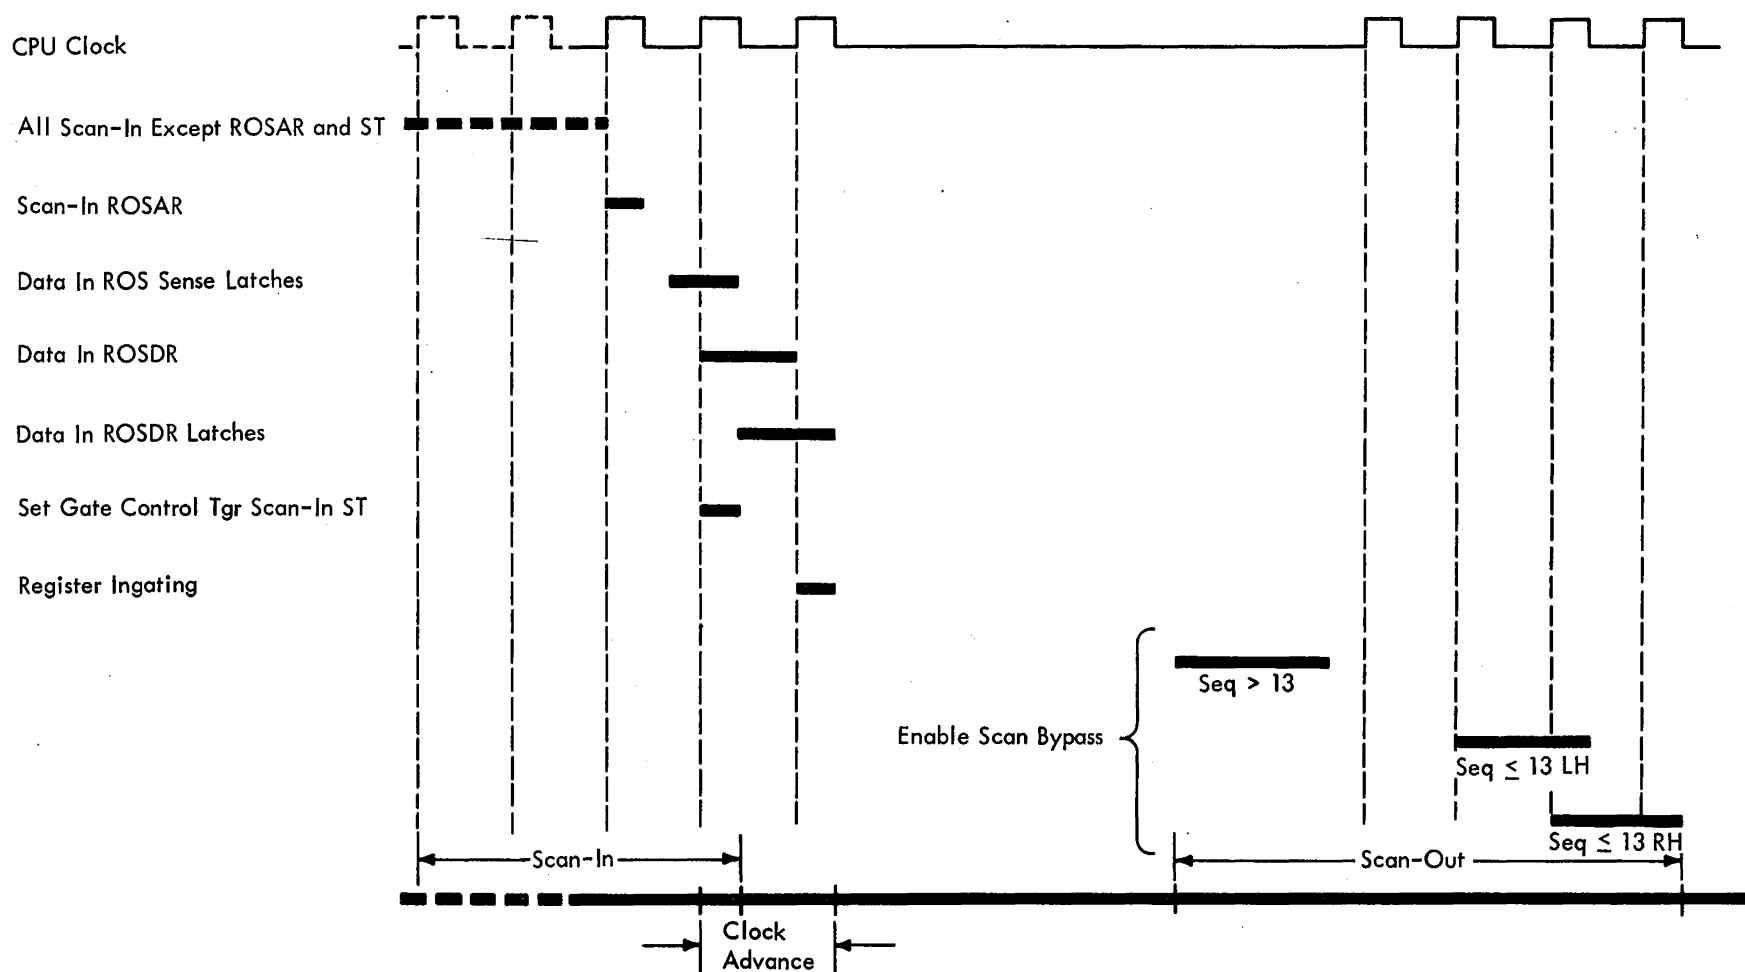 CPU Clock
All Scan-In Except ROSAR and ST
Scan-In ROSAR
Data In ROS Sense Latches
Data In ROSDR
Data In ROSDR Latches
Set Gate Control Tgr Scan-In ST
Register Ingating
Seq > 13
Enable Scan Bypass
Seq ≤ 13 LH
Seq ≤ 13 RH
Scan-In
Scan-Out
Clock
Advance